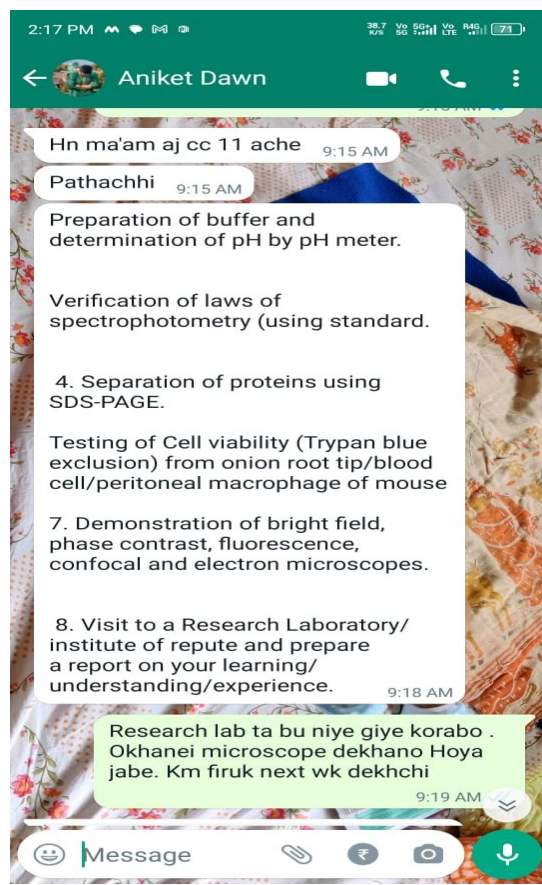 2:17 PM
38.7 K/S Vo 5G 5G+ Vo LTE R4G 71
Aniket Dawn
Hn ma'am aj cc 11 ache 9:15 AM
Pathachhi 9:15 AM
Preparation of buffer and
determination of pH by pH meter.
Verification of laws of
spectrophotometry (using standard.
4. Separation of proteins using
SDS-PAGE.
Testing of Cell viability (Trypan blue
exclusion) from onion root tip/blood
cell/peritoneal macrophage of mouse
7. Demonstration of bright field,
phase contrast, fluorescence,
confocal and electron microscopes.
8. Visit to a Research Laboratory/
institute of repute and prepare
a report on your learning/
understanding/experience. 9:18 AM
Research lab ta bu niye giye korabo .
Okhanei microscope dekhano Hoya
jabe. Km firuk next wk dekhchi
9:19 AM
Message
₹